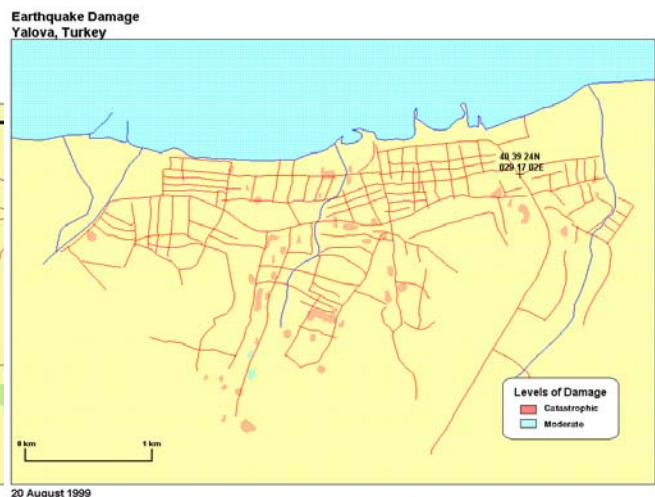 Earthquake Damage
Yalova, Turkey
40 39 24N
029 17 02E
Levels of Damage
Catastrophic
Moderate
0 km 1 km
20 August 1999